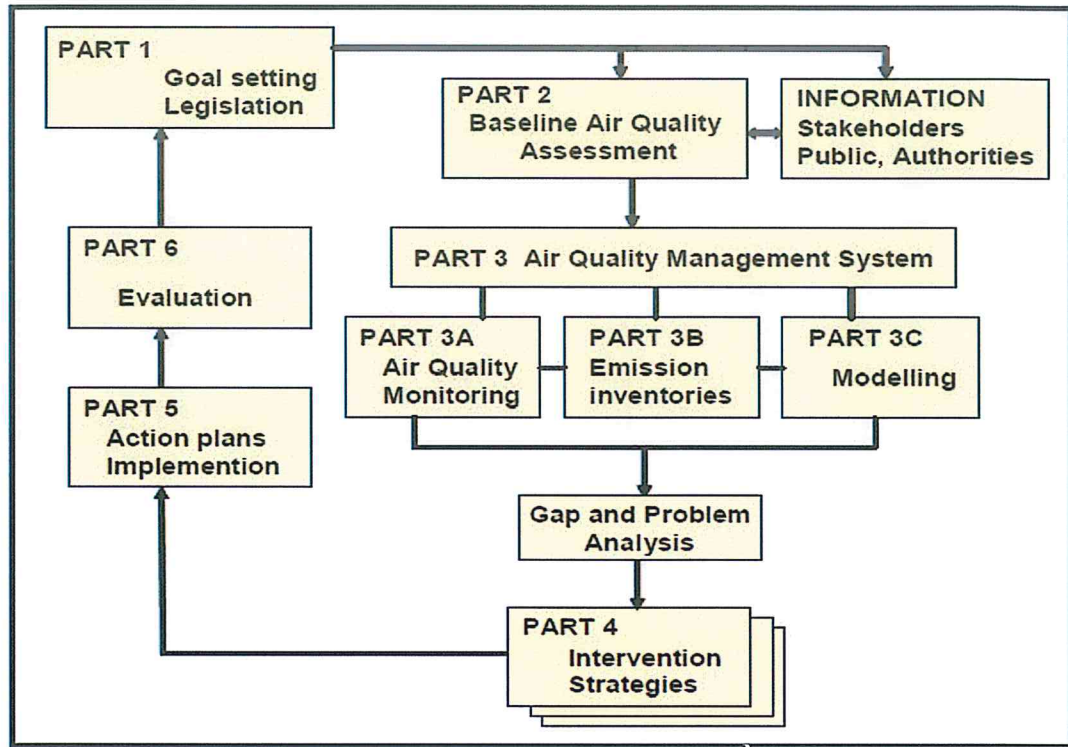 PART 1
Goal setting
Legislation
PART 2
Baseline Air Quality
Assessment
INFORMATION
Stakeholders
Public, Authorities
PART 3 Air Quality Management System
PART 3A
Air Quality
Monitoring
PART 3B
Emission
inventories
PART 3C
Modelling
Gap and Problem
Analysis
PART 4
Intervention
Strategies
PART 5
Action plans
Implemention
PART 6
Evaluation